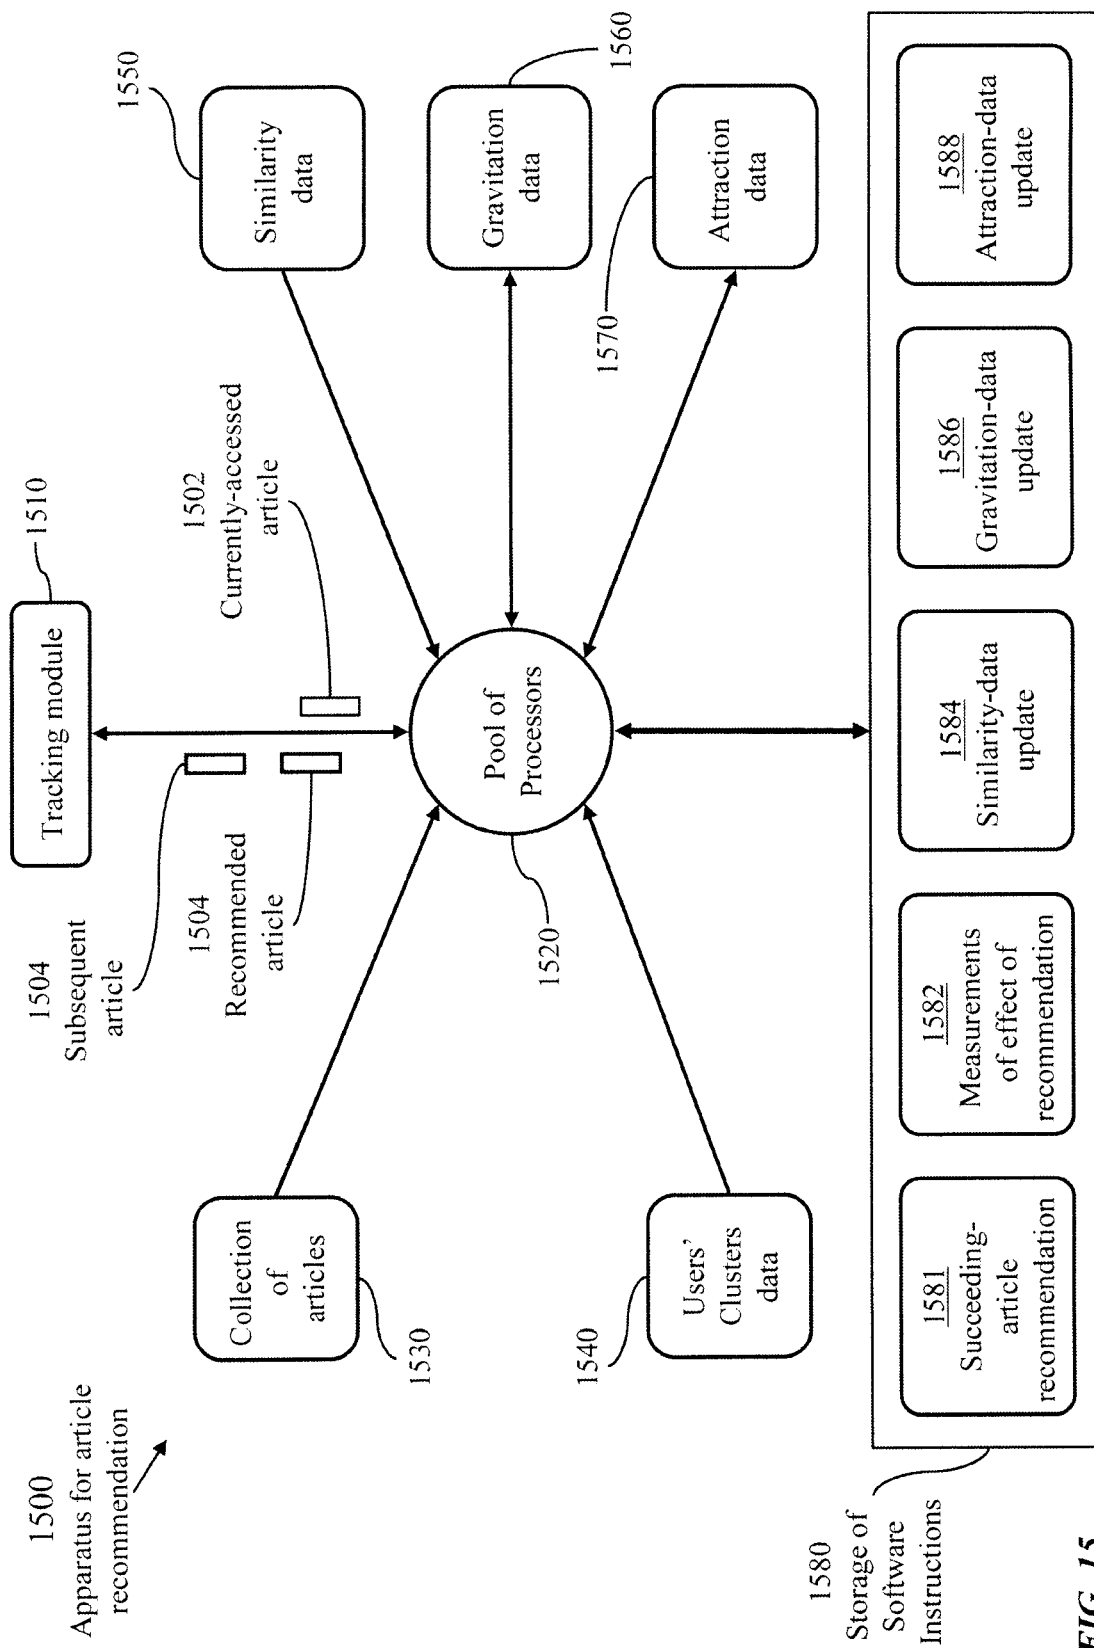 1500
Apparatus for article
recommendation
Tracking module
1510
1504
Subsequent
article
1504
Recommended
article
1502
Currently-accessed
article
Collection
of
articles
1530
Similarity
data
1550
Pool of
Processors
1520
Gravitation
data
1560
Users'
Clusters
data
1540
Attraction
data
1570
1580
Storage of
Software
Instructions
1581
Succeeding-
article
recommendation
1582
Measurements
of effect of
recommendation
1584
Similarity-data
update
1586
Gravitation-data
update
1588
Attraction-data
update
FIG. 15